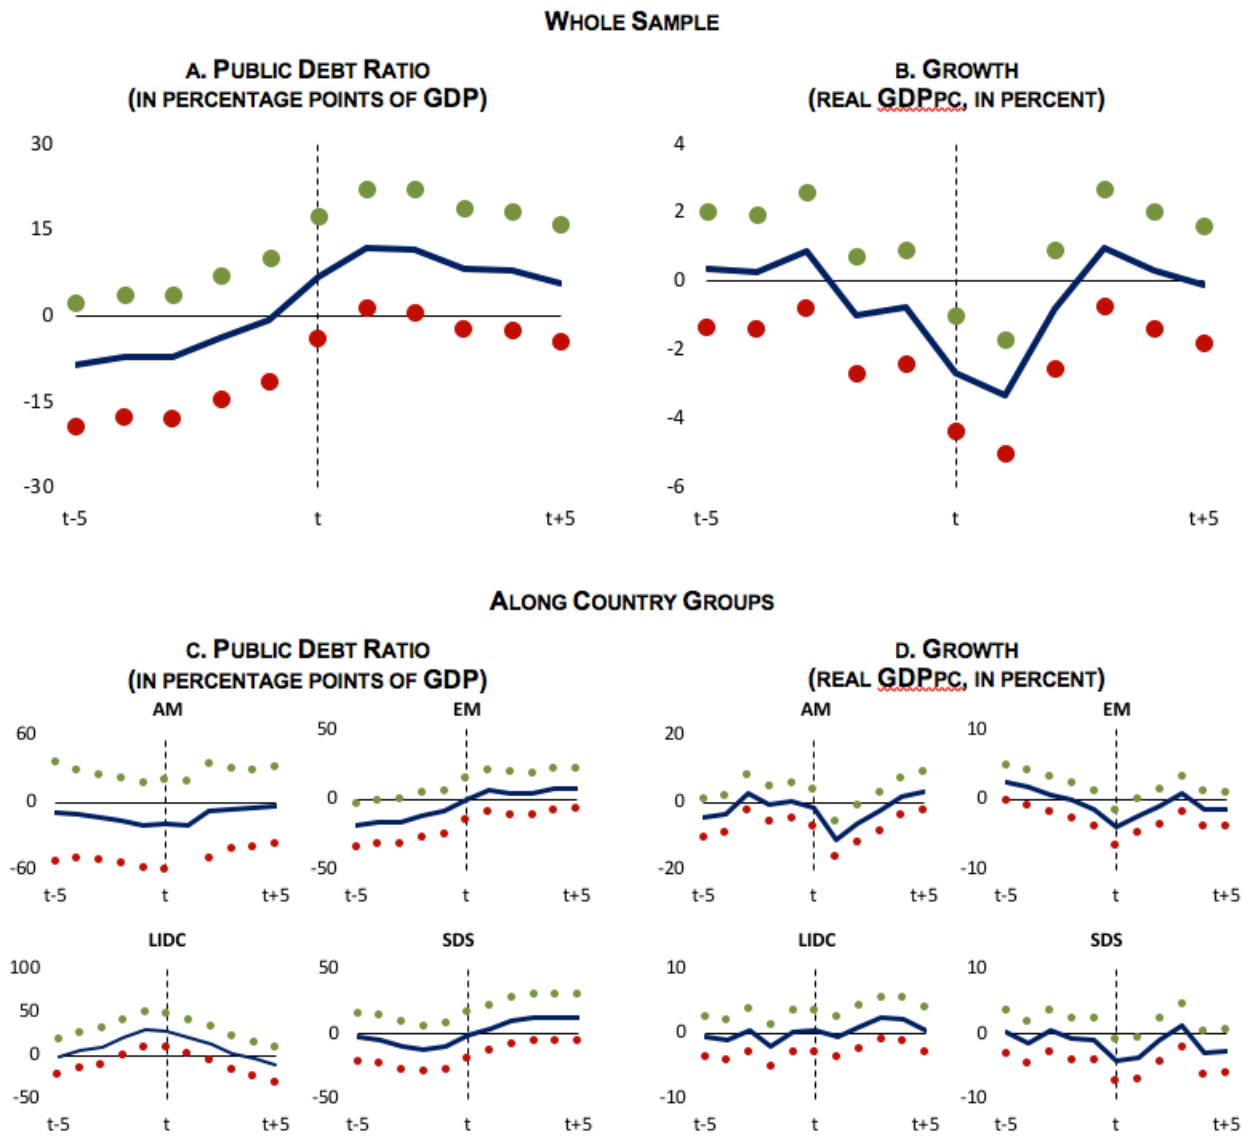 WHOLE SAMPLE
A. PUBLIC DEBT RATIO
(IN PERCENTAGE POINTS OF GDP)
30
15
0
-15
-30
t-5 t t+5
B. GROWTH
(REAL GDPPC, IN PERCENT)
4
2
0
-2
-4
-6
t-5 t t+5
ALONG COUNTRY GROUPS
C. PUBLIC DEBT RATIO
(IN PERCENTAGE POINTS OF GDP)
AM
60
0
-60
t-5 t t+5
EM
50
0
-50
t-5 t t+5
LIDC
100
50
0
-50
t-5 t t+5
SDS
50
0
-50
t-5 t t+5
D. GROWTH
(REAL GDPPC, IN PERCENT)
AM
20
0
-20
t-5 t t+5
EM
10
0
-10
t-5 t t+5
LIDC
10
0
-10
t-5 t t+5
SDS
10
0
-10
t-5 t t+5